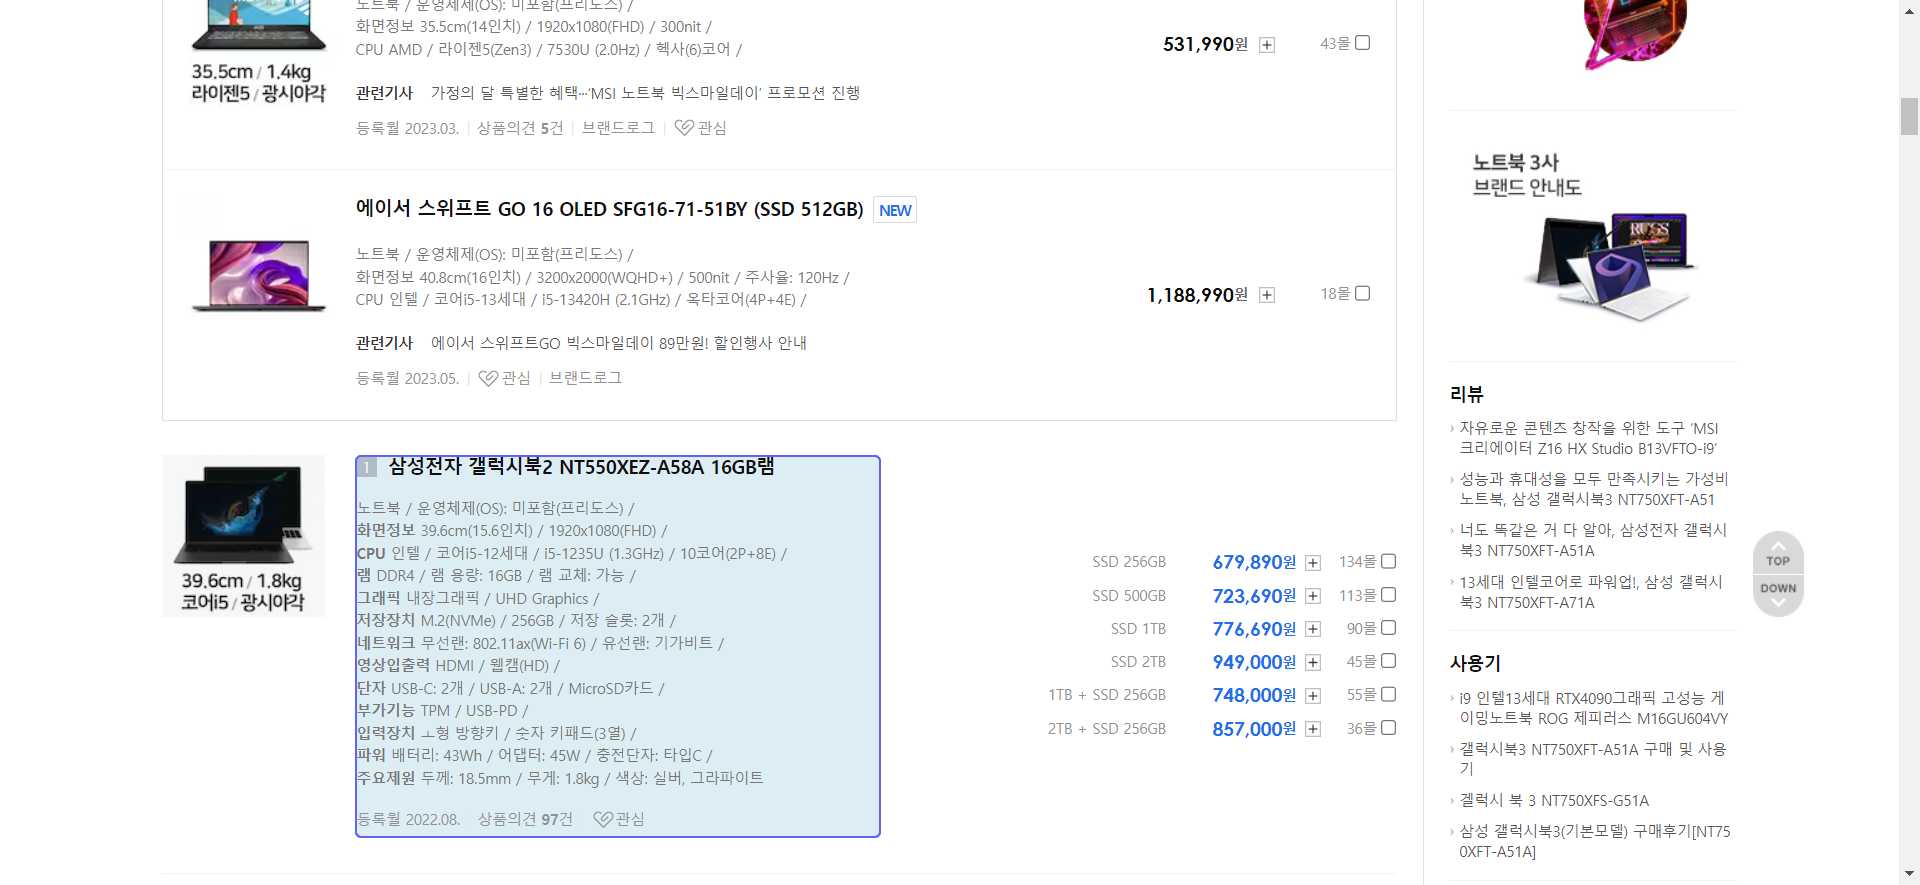 노트북 / 운영체제(OS): 미포함(프리도스) /
화면정보 35.5cm(14인치) / 1920x1080(FHD) / 300nit /
CPU AMD / 라이젠5(Zen3) / 7530U (2.0Hz) / 헥사(6)코어 /
531,990원
43몰
35.5cm / 1.4kg
라이젠5 / 광시야각
관련기사 가정의 달 특별한 혜택…‘MSI 노트북 빅스마일데이’ 프로모션 진행
등록월 2023.03. 상품의견 5건 브랜드로그 관심
에이서 스위프트 GO 16 OLED SFG16-71-51BY (SSD 512GB) NEW
노트북 / 운영체제(OS): 미포함(프리도스) /
화면정보 40.8cm(16인치) / 3200x2000(WQHD+) / 500nit / 주사율: 120Hz /
CPU 인텔 / 코어i5-13세대 / i5-13420H (2.1GHz) / 옥타코어(4P+4E) /
1,188,990원
18몰
관련기사 에이서 스위프트GO 빅스마일데이 89만원! 할인행사 안내
등록월 2023.05. 관심 브랜드로그
39.6cm / 1.8kg
코어i5 / 광시야각
1 삼성전자 갤럭시북2 NT550XEZ-A58A 16GB램
노트북 / 운영체제(OS): 미포함(프리도스) /
화면정보 39.6cm(15.6인치) / 1920x1080(FHD) /
CPU 인텔 / 코어i5-12세대 / i5-1235U (1.3GHz) / 10코어(2P+8E) /
램 DDR4 / 램 용량: 16GB / 램 교체: 가능 /
그래픽 내장그래픽 / UHD Graphics /
저장장치 M.2(NVMe) / 256GB / 저장 슬롯: 2개 /
네트워크 무선랜: 802.11ax(Wi-Fi 6) / 유선랜: 기가비트 /
영상입출력 HDMI / 웹캠(HD) /
단자 USB-C: 2개 / USB-A: 2개 / MicroSD카드 /
부가기능 TPM / USB-PD /
입력장치 ㅗ형 방향키 / 숫자 키패드(3열) /
파워 배터리: 43Wh / 어댑터: 45W / 충전단자: 타입C /
주요제원 두께: 18.5mm / 무게: 1.8kg / 색상: 실버, 그라파이트
등록월 2022.08. 상품의견 97건 관심
SSD 256GB 679,890원 134몰
SSD 500GB 723,690원 113몰
SSD 1TB 776,690원 90몰
SSD 2TB 949,000원 45몰
1TB + SSD 256GB 748,000원 55몰
2TB + SSD 256GB 857,000원 36몰
노트북 3사
브랜드 안내도
리뷰
자유로운 콘텐츠 창작을 위한 도구 ‘MSI
크리에이터 Z16 HX Studio B13VFTO-i9’
성능과 휴대성을 모두 만족시키는 가성비
노트북, 삼성 갤럭시북3 NT750XFT-A51
너도 똑같은 거 다 알아, 삼성전자 갤럭시
북3 NT750XFT-A51A
13세대 인텔코어로 파워업!, 삼성 갤럭시
북3 NT750XFT-A71A
사용기
i9 인텔13세대 RTX4090그래픽 고성능 게
이밍노트북 ROG 제피러스 M16GU604VY
갤럭시북3 NT750XFT-A51A 구매 및 사용
기
겔럭시 북 3 NT750XFS-G51A
삼성 갤럭시북3(기본모델) 구매후기[NT75
0XFT-A51A]
TOP
DOWN